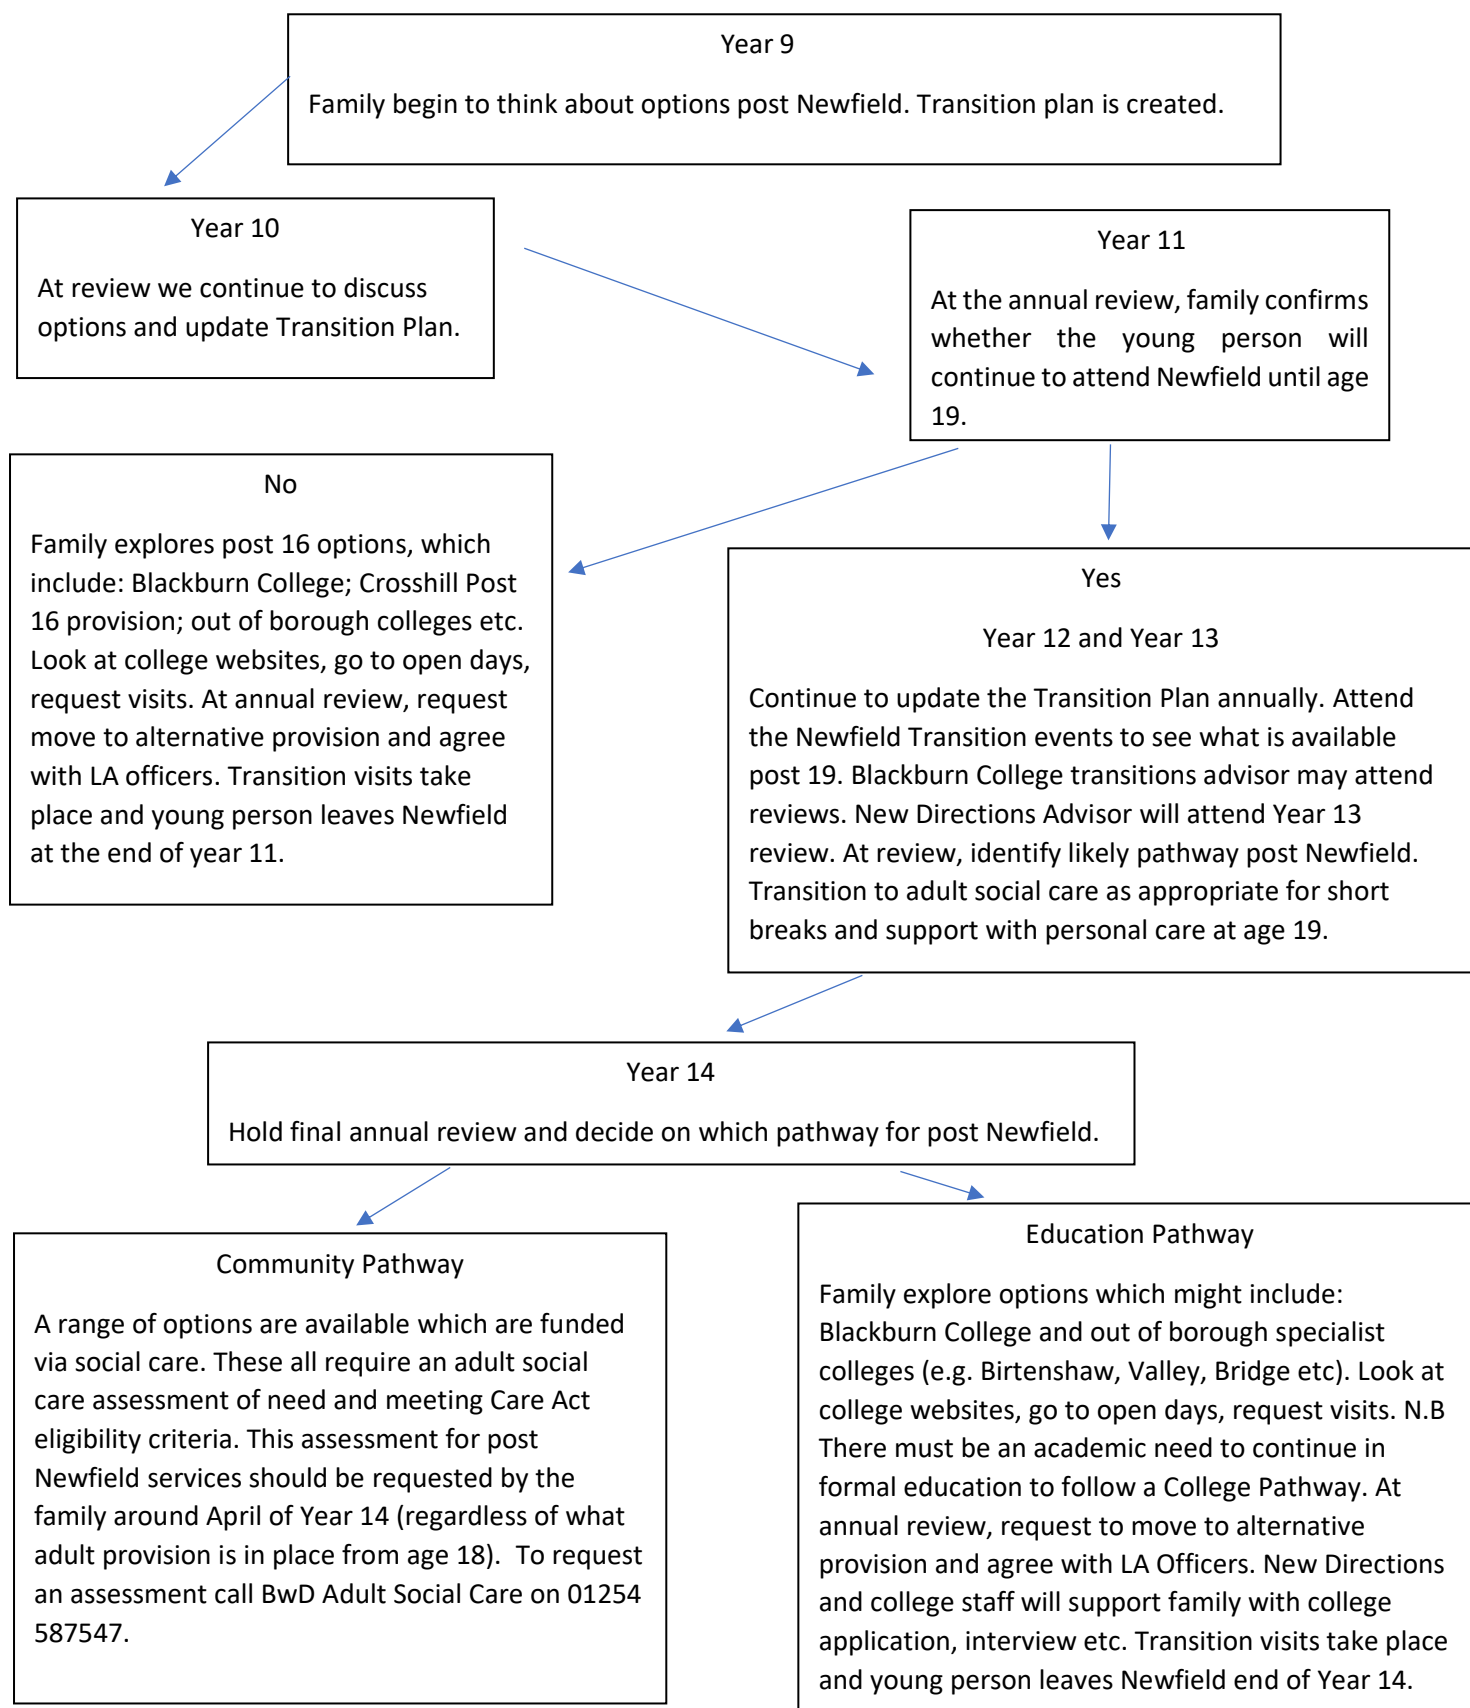 Year 9
Family begin to think about options post Newfield. Transition plan is created.
Year 10
At review we continue to discuss
options and update Transition Plan.
Year 11
At the annual review, family confirms
whether the young person will
continue to attend Newfield until age
19.
No
Family explores post 16 options, which
include: Blackburn College; Crosshill Post
16 provision; out of borough colleges etc.
Look at college websites, go to open days,
request visits. At annual review, request
move to alternative provision and agree
with LA officers. Transition visits take
place and young person leaves Newfield
at the end of year 11.
Yes
Year 12 and Year 13
Continue to update the Transition Plan annually. Attend
the Newfield Transition events to see what is available
post 19. Blackburn College transitions advisor may attend
reviews. New Directions Advisor will attend Year 13
review. At review, identify likely pathway post Newfield.
Transition to adult social care as appropriate for short
breaks and support with personal care at age 19.
Year 14
Hold final annual review and decide on which pathway for post Newfield.
Community Pathway
A range of options are available which are funded
via social care. These all require an adult social
care assessment of need and meeting Care Act
eligibility criteria. This assessment for post
Newfield services should be requested by the
family around April of Year 14 (regardless of what
adult provision is in place from age 18).  To request
an assessment call BwD Adult Social Care on 01254
587547.
Education Pathway
Family explore options which might include:
Blackburn College and out of borough specialist
colleges (e.g. Birtenshaw, Valley, Bridge etc). Look at
college websites, go to open days, request visits. N.B
There must be an academic need to continue in
formal education to follow a College Pathway. At
annual review, request to move to alternative
provision and agree with LA Officers. New Directions
and college staff will support family with college
application, interview etc. Transition visits take place
and young person leaves Newfield end of Year 14.